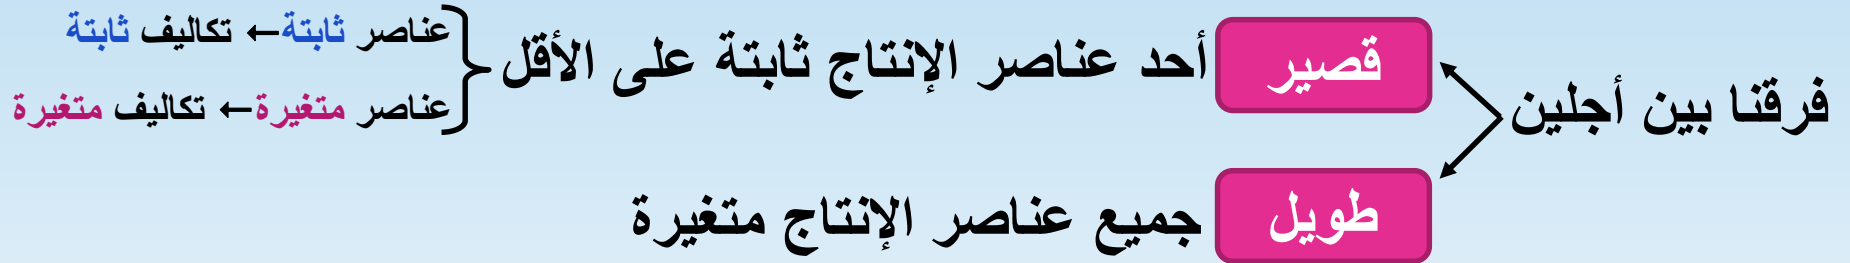 فرقنا بين أجلين
قصير
أحد عناصر الإنتاج ثابتة على الأقل
عناصر ثابتة← تكاليف ثابتة
عناصر متغيرة← تكاليف متغيرة
طويل
جميع عناصر الإنتاج متغيرة